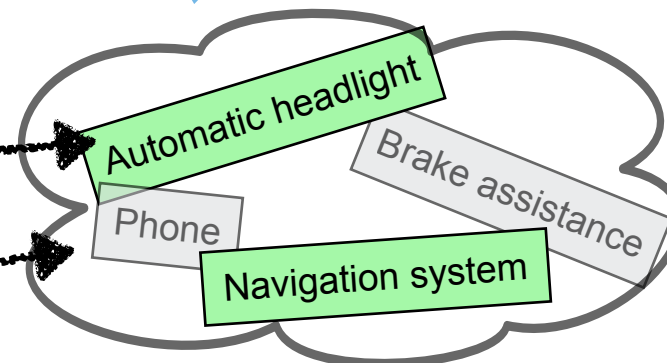 Automatic headlight
Brake assistance
Phone
Navigation system